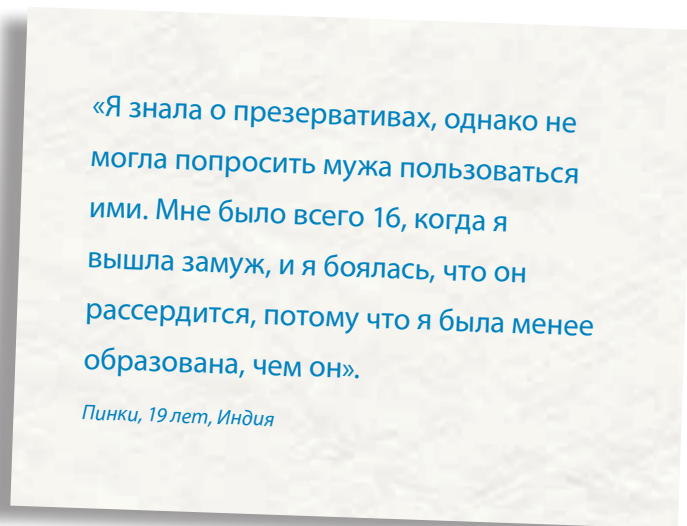 «Я знала о презервативах, однако не
могла попросить мужа пользоваться
ими. Мне было всего 16, когда я
вышла замуж, и я боялась, что он
рассердится, потому что я была менее
образована, чем он».
Пинки, 19 лет, Индия